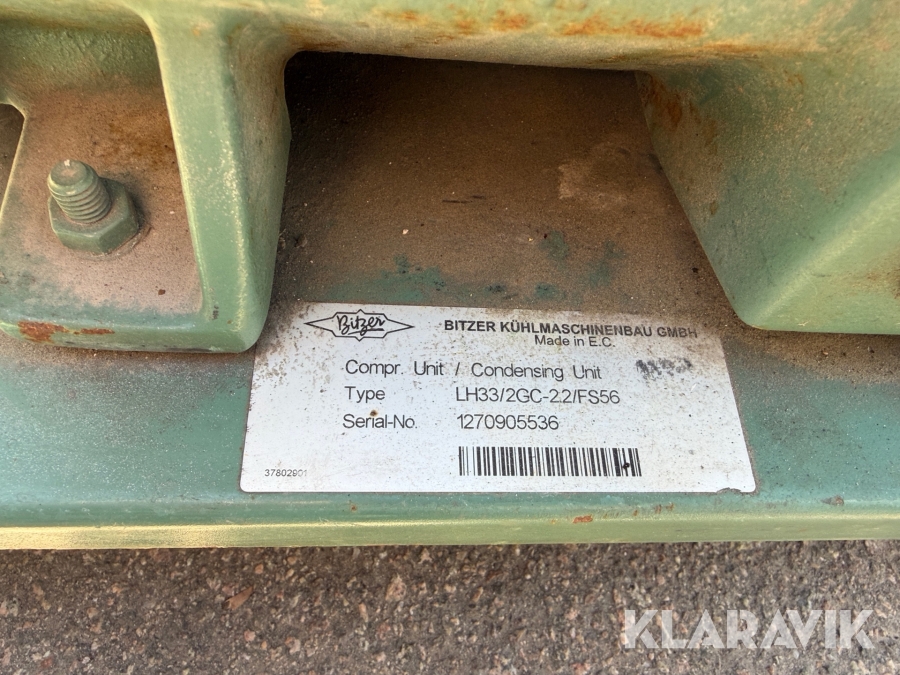 Bitzer
BITZER KÜHLMASCHINENBAU GMBH
Made in E.C.
Compr. Unit / Condensing Unit
Type LH33/2GC-2.2/FS56
Serial-No. 1270905536
37802901
KLARAVIK